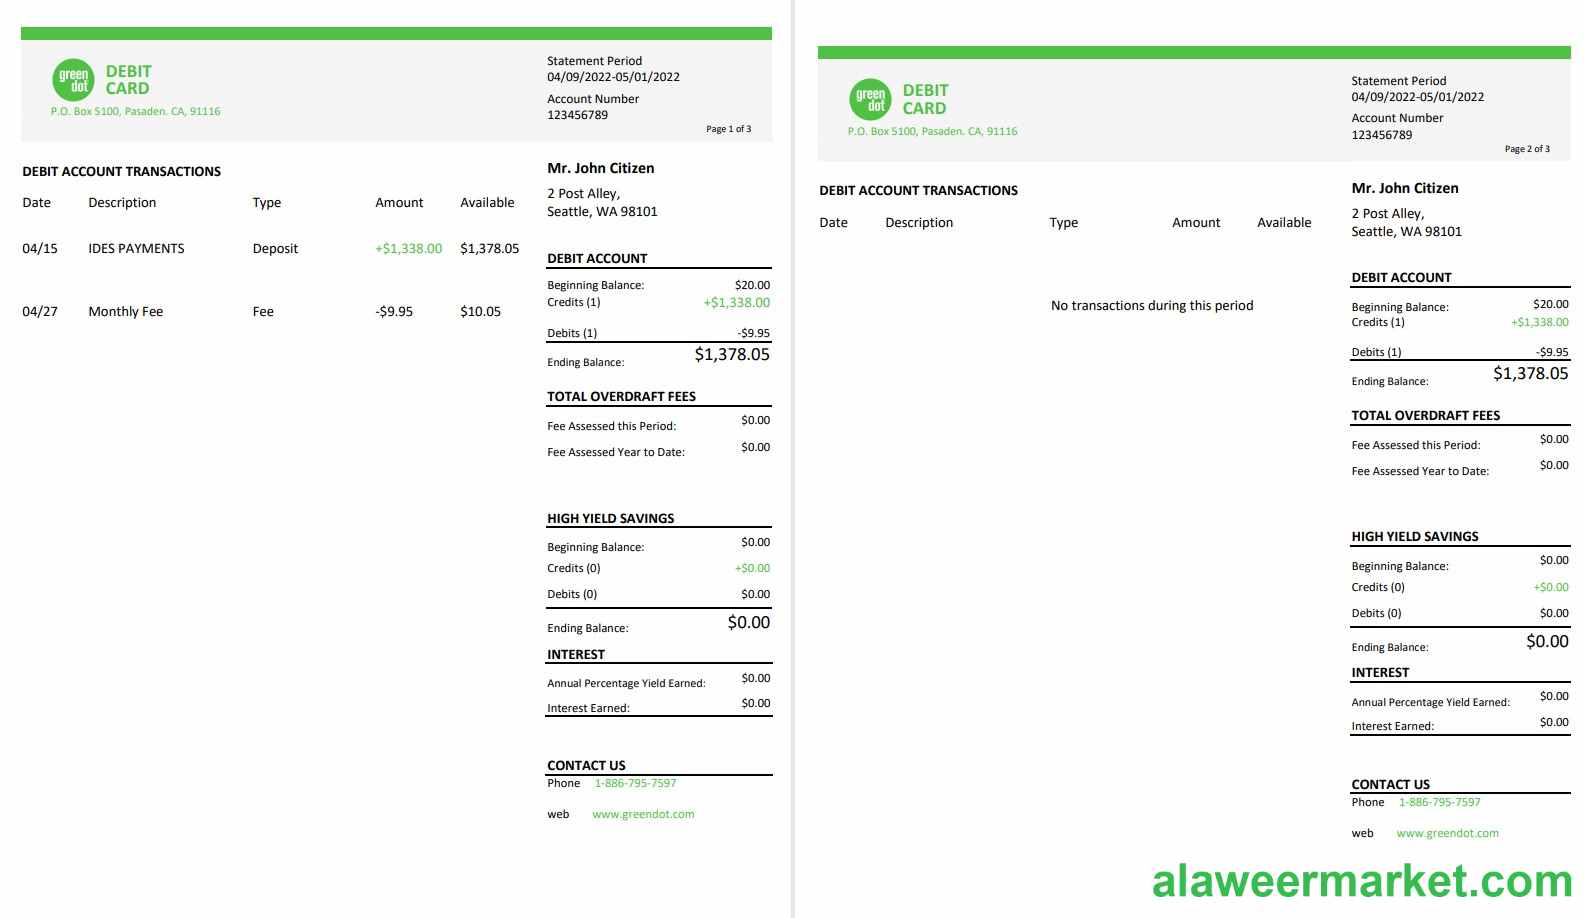 green
dot
DEBIT
CARD
P.O. Box 5100, Pasaden. CA, 91116
Statement Period
04/09/2022-05/01/2022
Account Number
123456789
Page 1 of 3
DEBIT ACCOUNT TRANSACTIONS
Date Description Type Amount Available
04/15 IDES PAYMENTS Deposit +$1,338.00 $1,378.05
04/27 Monthly Fee Fee -$9.95 $10.05
Mr. John Citizen
2 Post Alley,
Seattle, WA 98101
DEBIT ACCOUNT
Beginning Balance: $20.00
Credits (1) +$1,338.00
Debits (1) -$9.95
Ending Balance: $1,378.05
TOTAL OVERDRAFT FEES
Fee Assessed this Period: $0.00
Fee Assessed Year to Date: $0.00
HIGH YIELD SAVINGS
Beginning Balance: $0.00
Credits (0) +$0.00
Debits (0) $0.00
Ending Balance: $0.00
INTEREST
Annual Percentage Yield Earned: $0.00
Interest Earned: $0.00
CONTACT US
Phone 1-886-795-7597
web www.greendot.com
green
dot
DEBIT
CARD
P.O. Box 5100, Pasaden. CA, 91116
Statement Period
04/09/2022-05/01/2022
Account Number
123456789
Page 2 of 3
DEBIT ACCOUNT TRANSACTIONS
Date Description Type Amount Available
No transactions during this period
Mr. John Citizen
2 Post Alley,
Seattle, WA 98101
DEBIT ACCOUNT
Beginning Balance: $20.00
Credits (1) +$1,338.00
Debits (1) -$9.95
Ending Balance: $1,378.05
TOTAL OVERDRAFT FEES
Fee Assessed this Period: $0.00
Fee Assessed Year to Date: $0.00
HIGH YIELD SAVINGS
Beginning Balance: $0.00
Credits (0) +$0.00
Debits (0) $0.00
Ending Balance: $0.00
INTEREST
Annual Percentage Yield Earned: $0.00
Interest Earned: $0.00
CONTACT US
Phone 1-886-795-7597
web www.greendot.com
alaweermarket.com